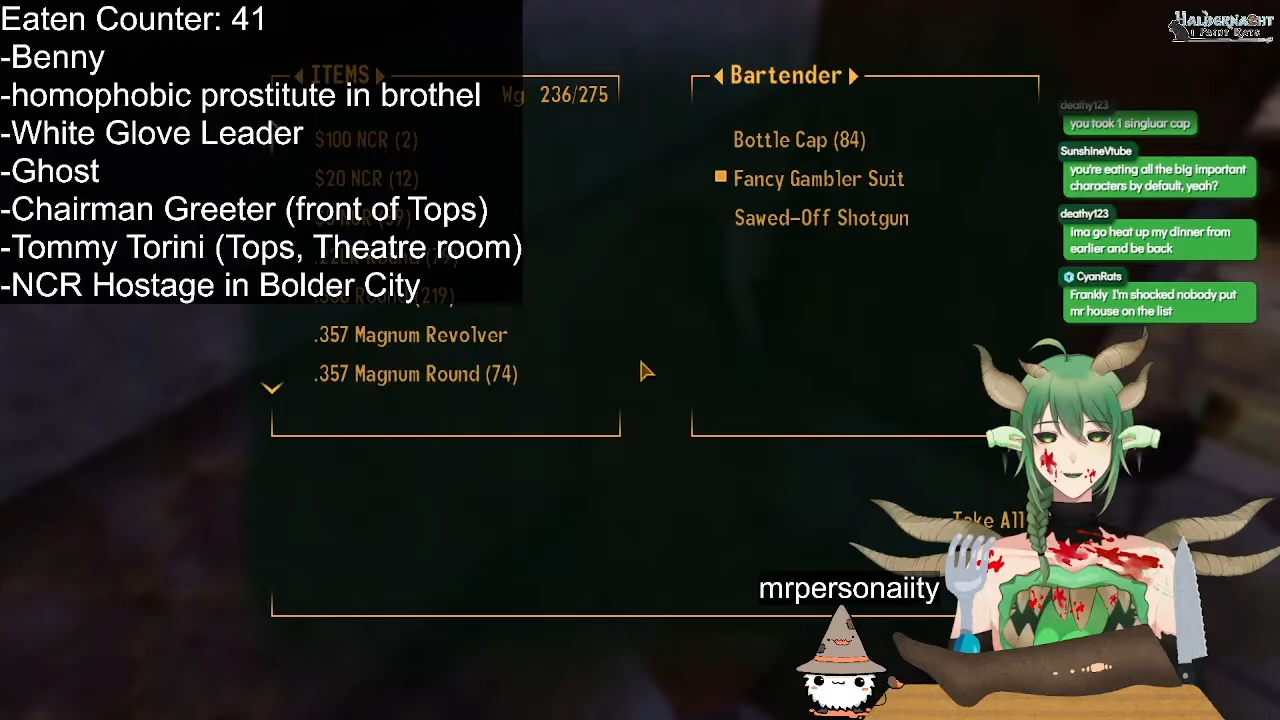 Eaten Counter: 41
-Benny
-homophobic prostitute in brothel
-White Glove Leader
-Ghost
-Chairman Greeter (front of Tops)
-Tommy Torini (Tops, Theatre room)
-NCR Hostage in Bolder City
ITEMS
Wg 236/275
$100 NCR (2)
$20 NCR (12)
.357 Magnum Revolver
.357 Magnum Round (74)
Bartender
Bottle Cap (84)
Fancy Gambler Suit
Sawed-Off Shotgun
Take All
HALDERNACHT
I PAINT RATS
deathy123
you took 1 singluar cap
SunshineVtube
you're eating all the big important
characters by default, yeah?
deathy123
Ima go heat up my dinner from
earlier and be back
CyanRats
Frankly I'm shocked nobody put
mr house on the list
mrpersonaiity